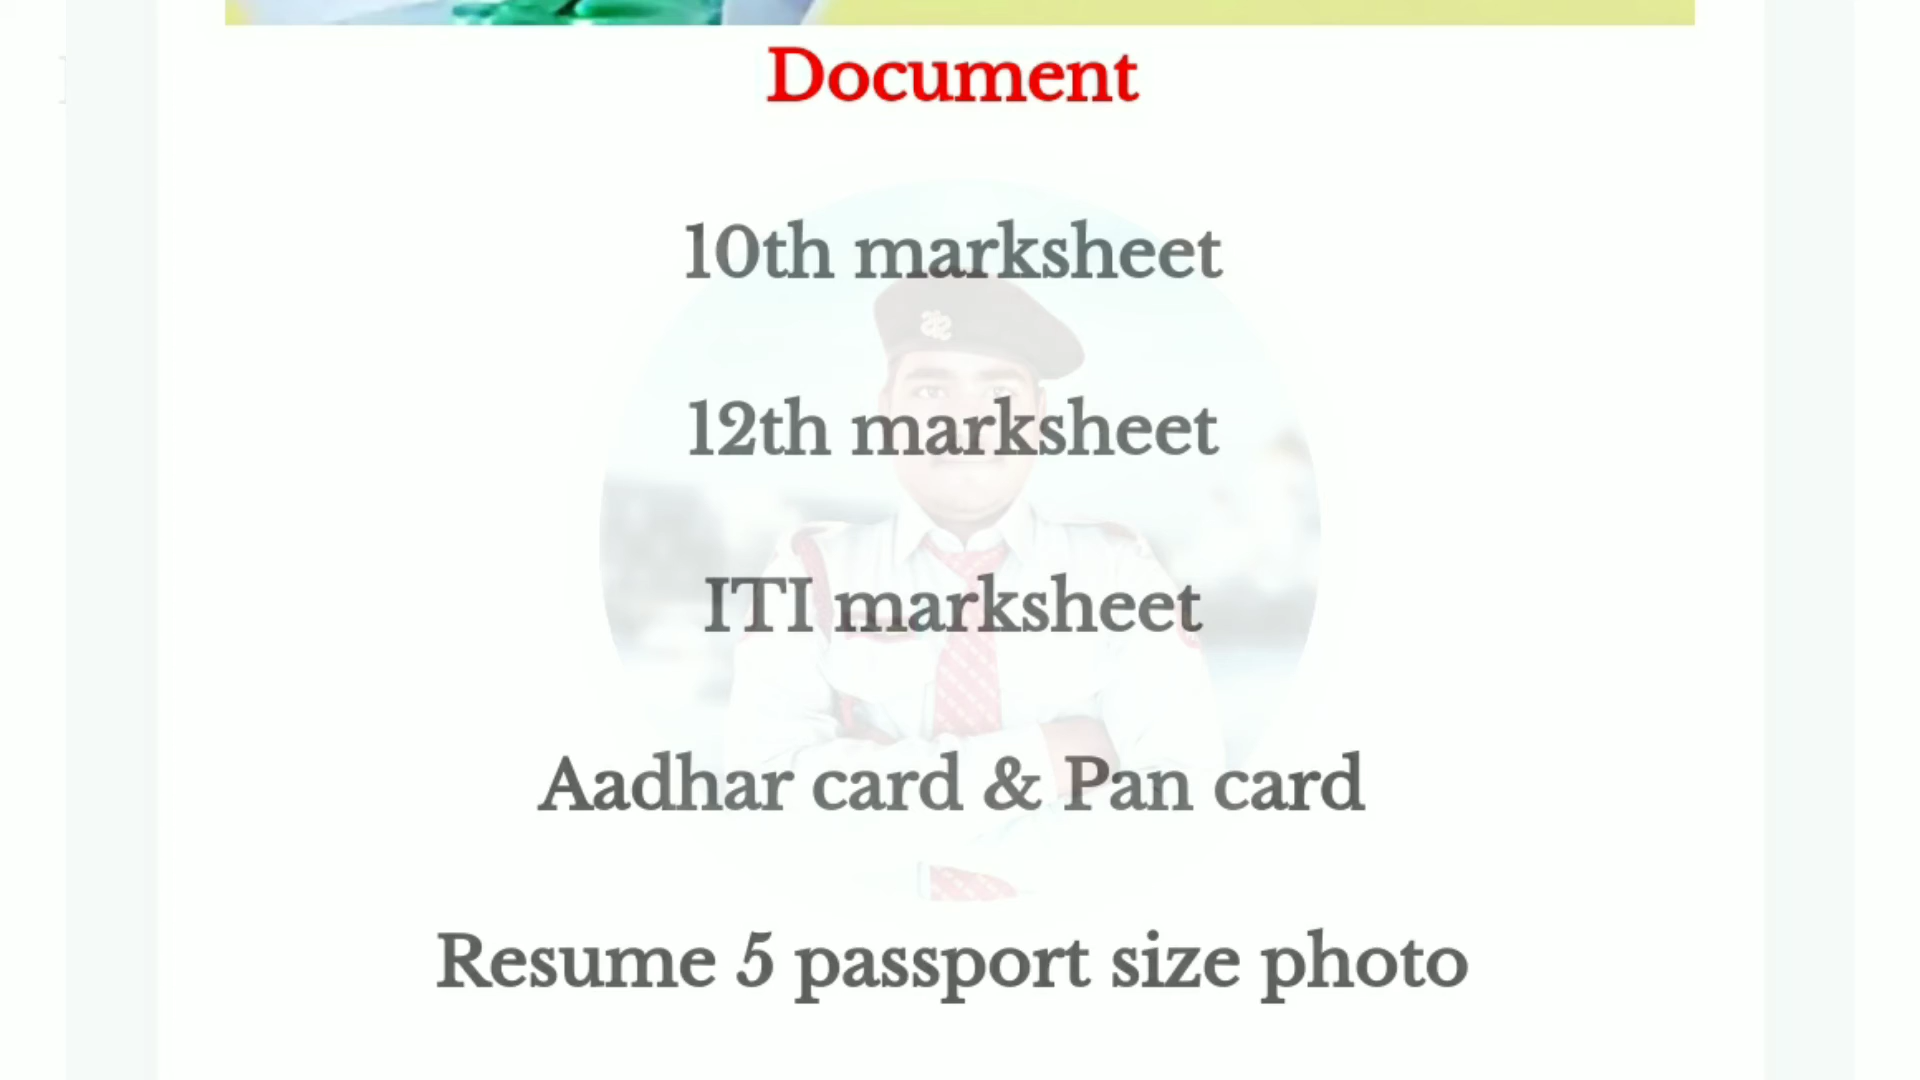 Document
10th marksheet
12th marksheet
ITI marksheet
Aadhar card & Pan card
Resume 5 passport size photo